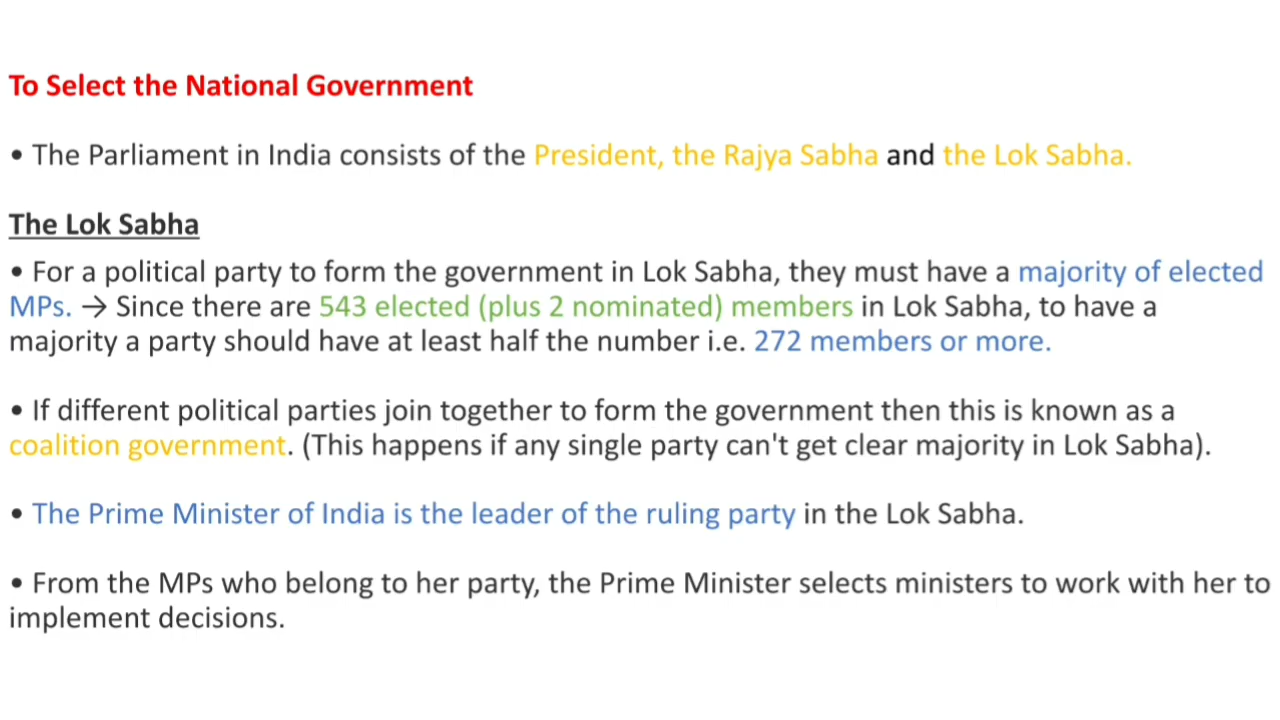 To Select the National Government
• The Parliament in India consists of the President, the Rajya Sabha and the Lok Sabha.
The Lok Sabha
• For a political party to form the government in Lok Sabha, they must have a majority of elected
MPs. → Since there are 543 elected (plus 2 nominated) members in Lok Sabha, to have a
majority a party should have at least half the number i.e. 272 members or more.
• If different political parties join together to form the government then this is known as a
coalition government. (This happens if any single party can't get clear majority in Lok Sabha).
• The Prime Minister of India is the leader of the ruling party in the Lok Sabha.
• From the MPs who belong to her party, the Prime Minister selects ministers to work with her to
implement decisions.